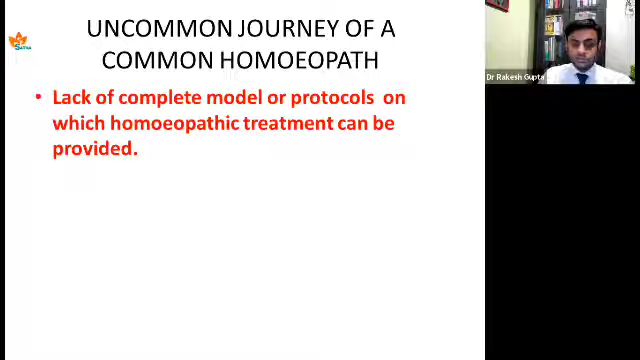 UNCOMMON JOURNEY OF A
COMMON HOMOEOPATH
• Lack of complete model or protocols on
which homoeopathic treatment can be
provided.
Dr Rakesh Gupta